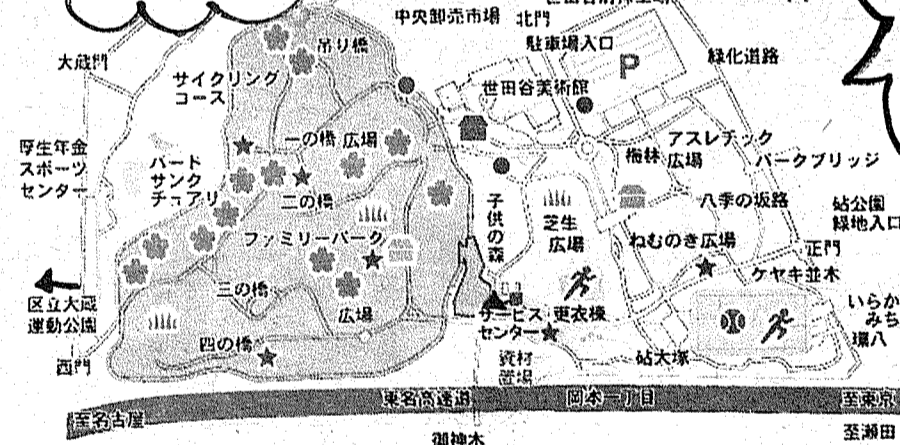 中央卸売市場
北門
大蔵門
吊り橋
駐車場入口
緑化道路
P
サイクリング
コース
世田谷美術館
厚生年金
スポーツ
センター
バード
サンク
チュアリ
一の橋 広場
梅林
アスレチック
広場
パークブリッジ
二の橋
子供の森
芝生
広場
八季の坂路
砧公園
緑地入口
ファミリーパーク
ねむのき広場
正門
ケヤキ並木
区立大蔵
運動公園
三の橋
広場
サービス
センター
更衣棟
いらか
みち
環八
西門
四の橋
資材
置場
砧大塚
東名高速道
岡本一丁目
至東京
至名古屋
御神木
至瀬田